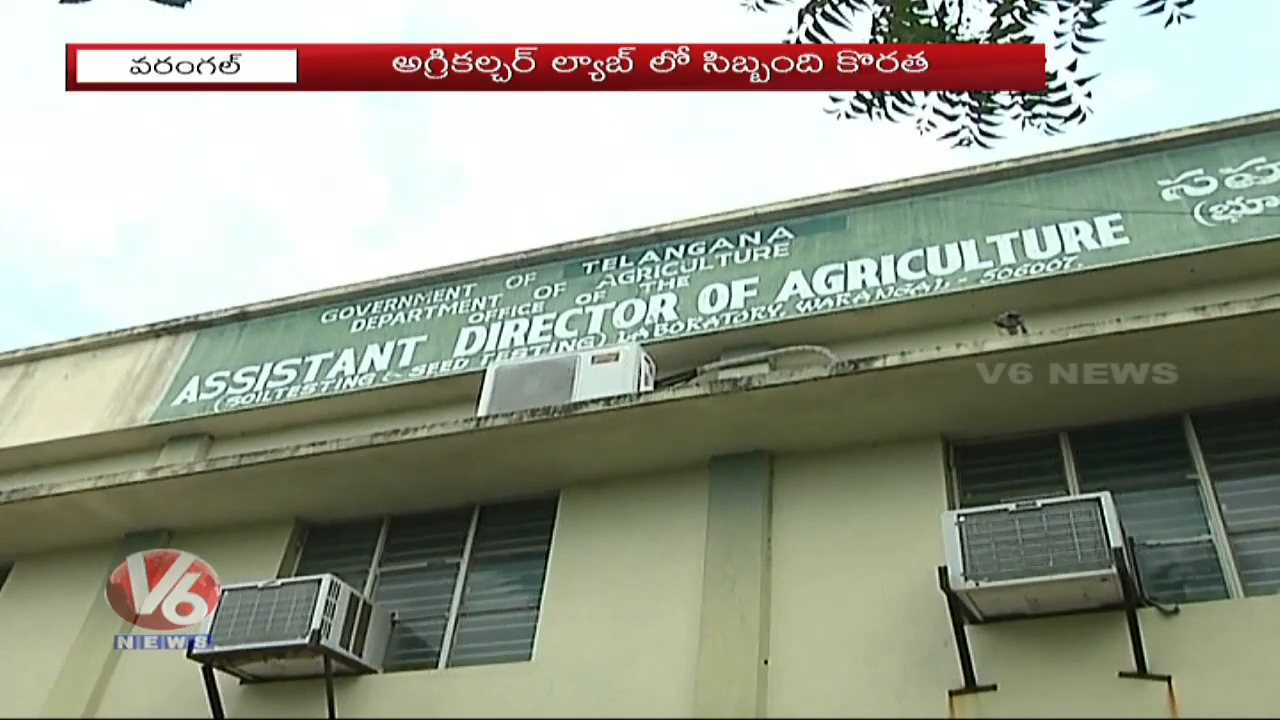 వరంగల్
అగ్రికల్చర్ ల్యాబ్ లో సిబ్బంది కొరత
GOVERNMENT OF TELANGANA
DEPARTMENT OF AGRICULTURE
OFFICE OF THE
ASSISTANT DIRECTOR OF AGRICULTURE
(SOILTESTING & SEED TESTING) LABORATORY, WARANGAL - 506007.
V6 NEWS
V6
NEWS